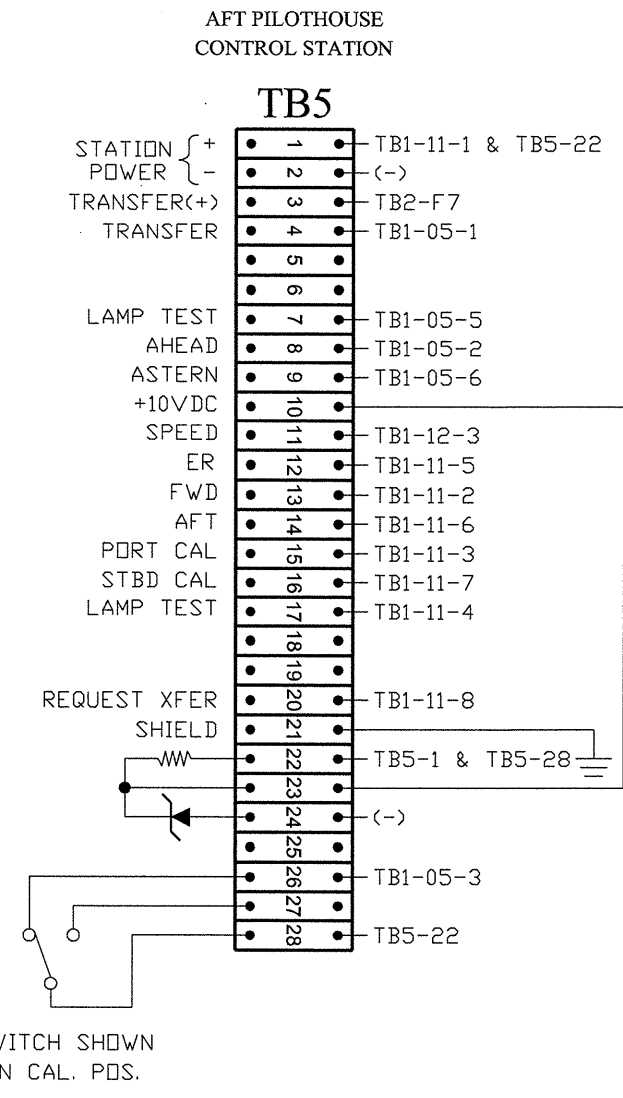 AFT PILOTHOUSE
CONTROL STATION
TB5
STATION + 1 TB1-11-1 & TB5-22
POWER - 2 (-)
TRANSFER(+) 3 TB2-F7
TRANSFER 4 TB1-05-1
5
6
LAMP TEST 7 TB1-05-5
AHEAD 8 TB1-05-2
ASTERN 9 TB1-05-6
+10VDC 10
SPEED 11 TB1-12-3
ER 12 TB1-11-5
FWD 13 TB1-11-2
AFT 14 TB1-11-6
PORT CAL 15 TB1-11-3
STBD CAL 16 TB1-11-7
LAMP TEST 17 TB1-11-4
18
19
REQUEST XFER 20 TB1-11-8
SHIELD 21
22 TB5-1 & TB5-28
23
24 (-)
25
26 TB1-05-3
27
28 TB5-22
VITCH SHOWN
N CAL. POS.